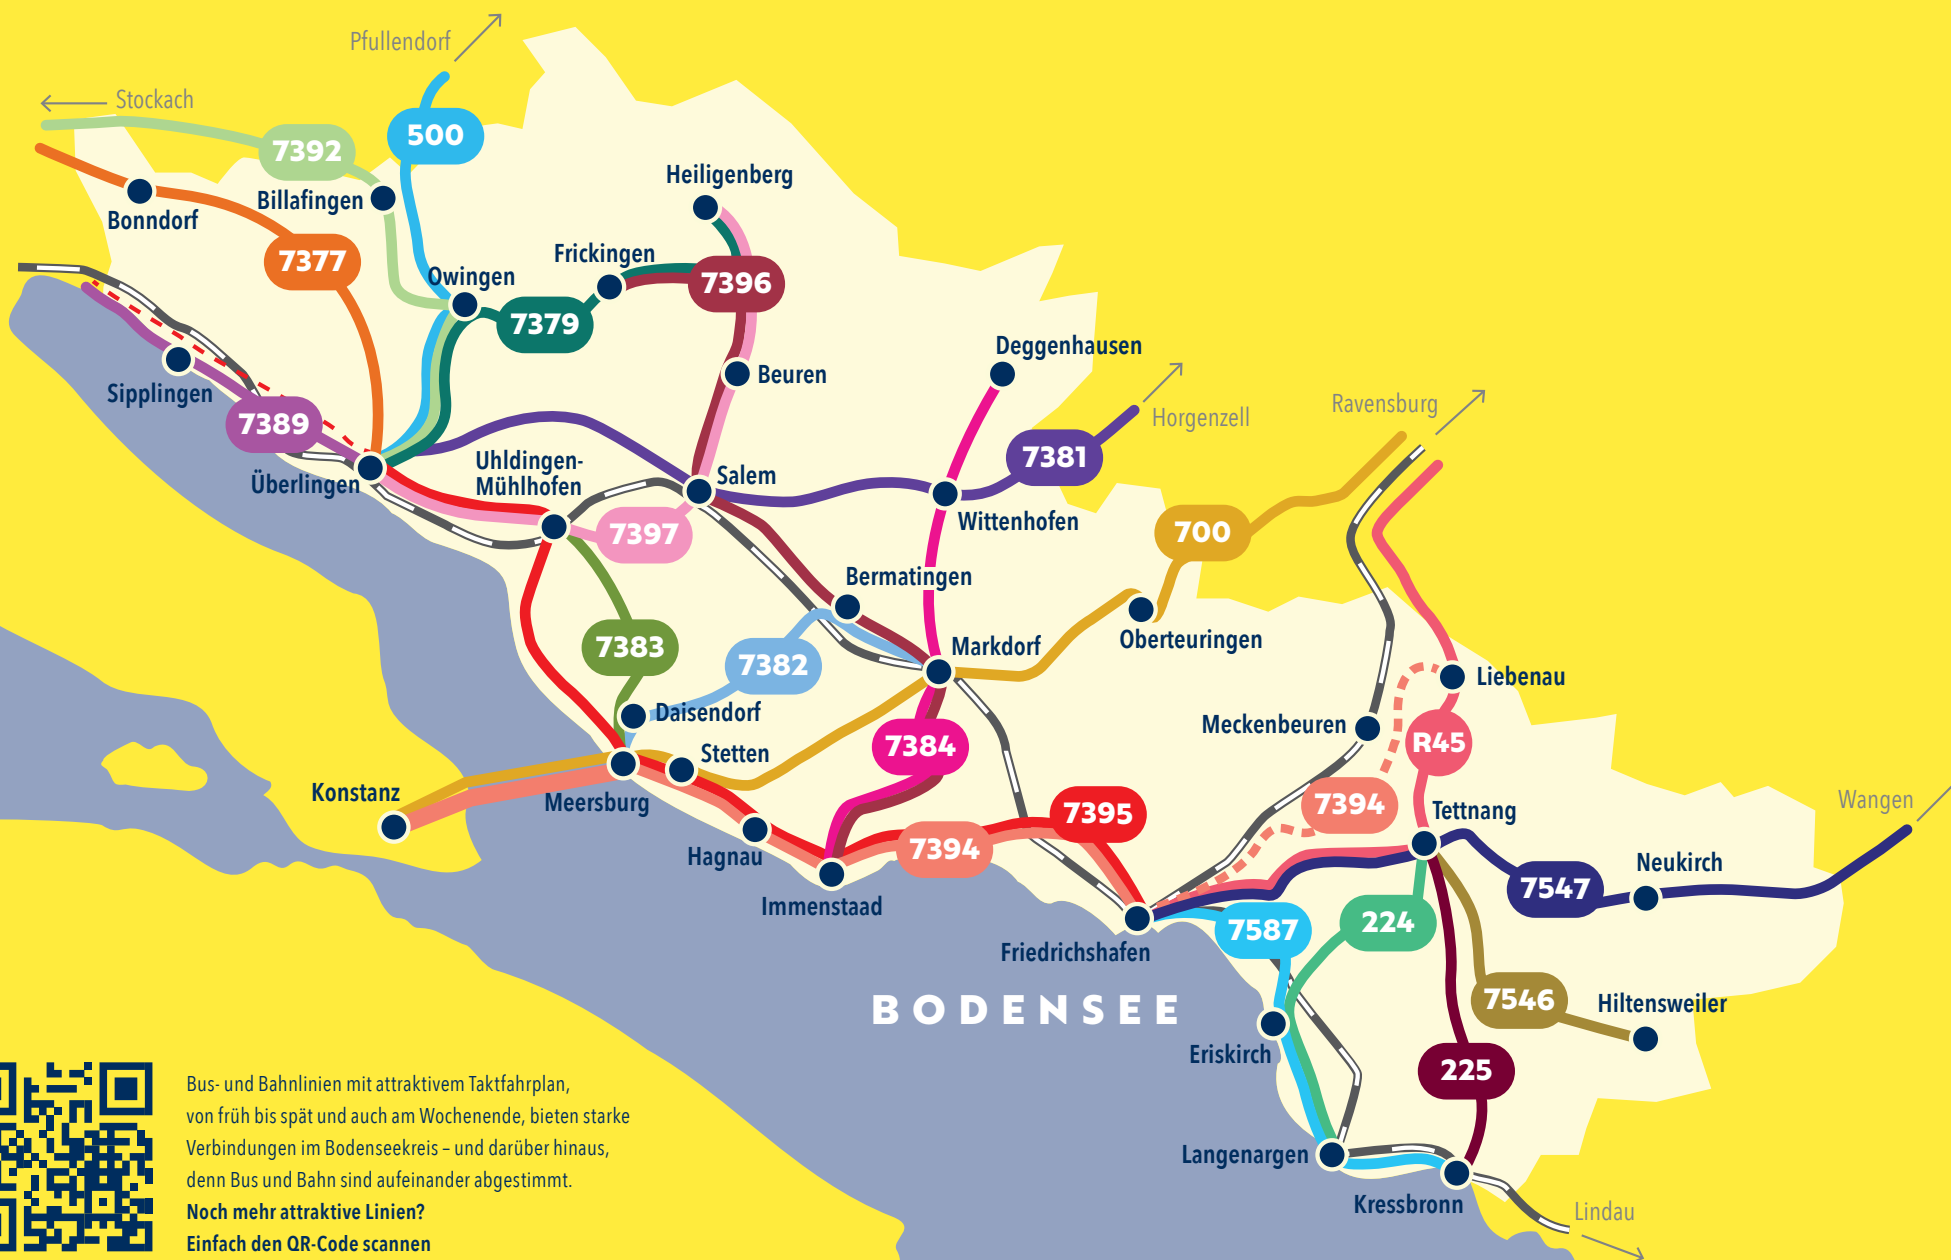 Pfullendorf
Stockach
500
7392
Heiligenberg
Billafingen
Bonndorf
Frickingen
7377
Owingen
7396
7379
Deggenhausen
Beuren
Sipplingen
Horgenzell
Ravensburg
7389
7381
Uhldingen-
Mühlhofen
Salem
Überlingen
Wittenhofen
7397
700
Bermatingen
Oberteuringen
7383
Markdorf
7382
Liebenau
Daisendorf
Meckenbeuren
Stetten
7384
R45
Konstanz
Meersburg
7394
Tettnang
Wangen
7395
Hagnau
7394
Neukirch
7547
Immenstaad
224
7587
Friedrichshafen
BODENSEE
7546
Hiltensweiler
Eriskirch
225
Langenargen
Kressbronn
Lindau
Bus- und Bahnlinien mit attraktivem Taktfahrplan,
von früh bis spät und auch am Wochenende, bieten starke
Verbindungen im Bodenseekreis – und darüber hinaus,
denn Bus und Bahn sind aufeinander abgestimmt.
Noch mehr attraktive Linien?
Einfach den QR-Code scannen